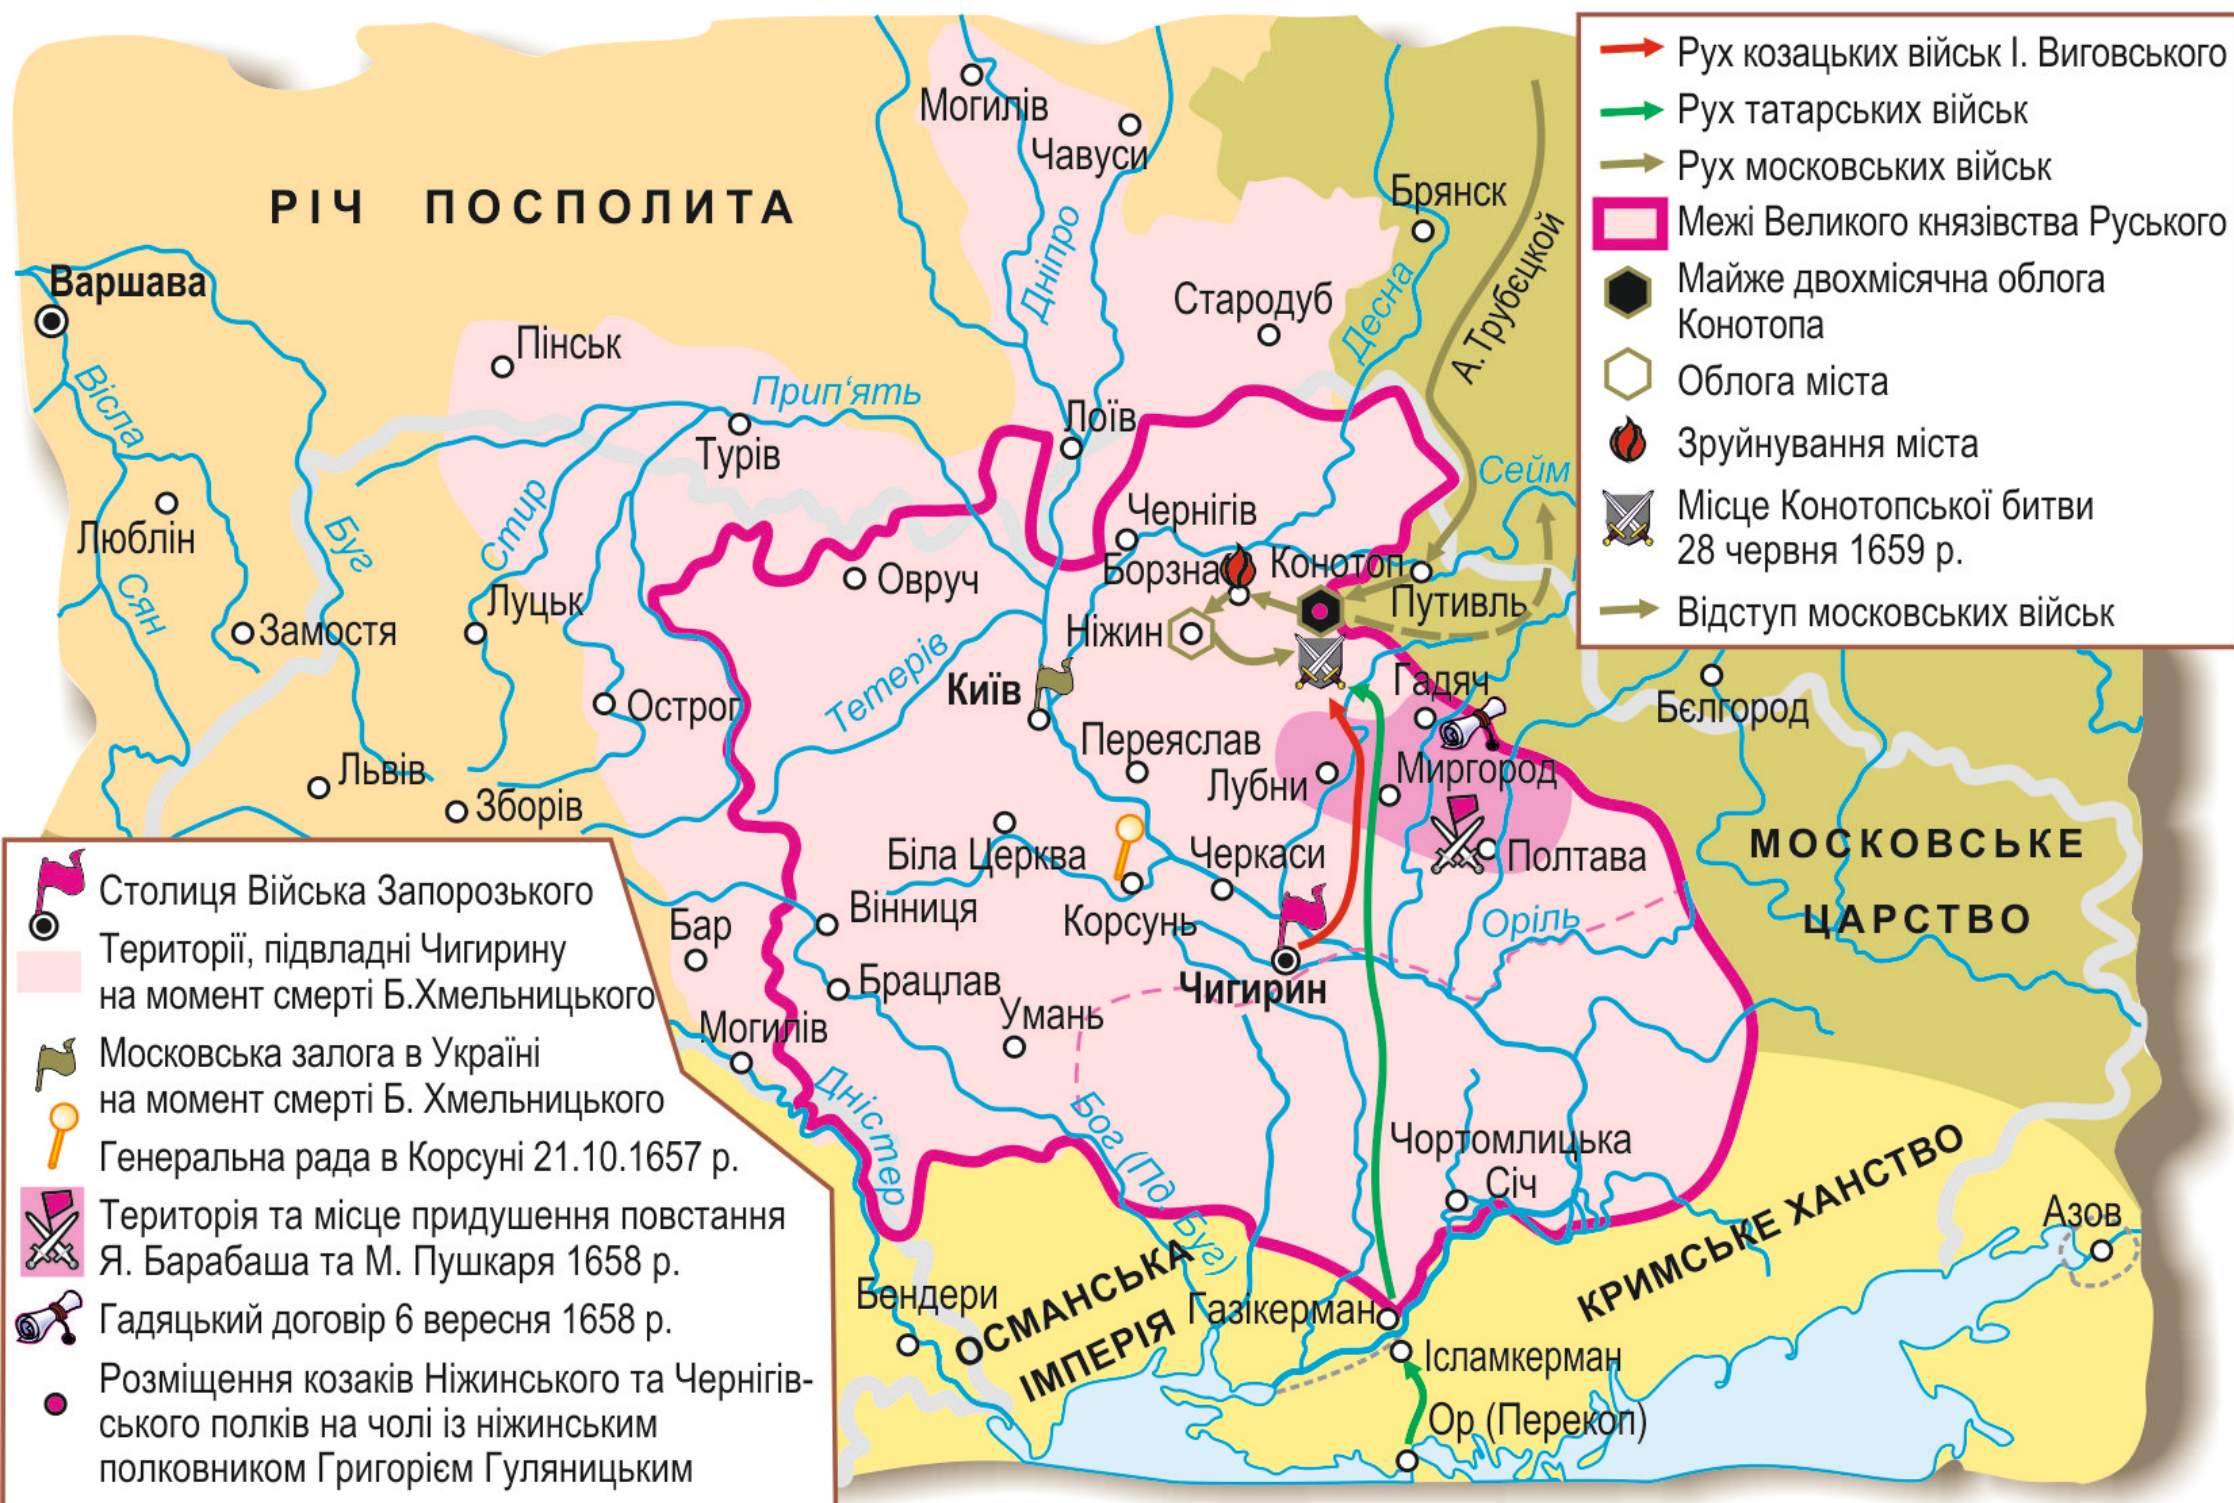 Рух козацьких військ І. Виговського
Рух татарських військ
Рух московських військ
Межі Великого князівства Руського
Майже двохмісячна облога
Конотопа
Облога міста
Зруйнування міста
Місце Конотопської битви
28 червня 1659 р.
Відступ московських військ
Могилів
Чавуси
РІЧ ПОСПОЛИТА
Брянск
Варшава
Дніпро
Стародуб
Десна
А. Трубєцкой
Пінськ
Вісла
Прип‘ять
Лоїв
Турів
Сейм
Люблін
Буг
Стир
Чернігів
Сян
Овруч
Борзна
Конотоп
Путивль
Луцьк
Замостя
Ніжин
Тетерів
Київ
Гадяч
Острог
Бєлгород
Переяслав
Львів
Лубни
Миргород
Зборів
Біла Церква
Черкаси
Полтава
МОСКОВСЬКЕ
ЦАРСТВО
Вінниця
Корсунь
Оріль
Бар
Брацлав
Чигирин
Умань
Могилів
Дністер
Бог (Пд. Буг)
Чортомлицька
Січ
КРИМСЬКЕ ХАНСТВО
Азов
Бендери
ОСМАНСЬКА
ІМПЕРІЯ
Газікерман
Ісламкерман
Ор (Перекоп)
Столиця Війська Запорозького
Території, підвладні Чигирину
на момент смерті Б.Хмельницького
Московська залога в Україні
на момент смерті Б. Хмельницького
Генеральна рада в Корсуні 21.10.1657 р.
Територія та місце придушення повстання
Я. Барабаша та М. Пушкаря 1658 р.
Гадяцький договір 6 вересня 1658 р.
Розміщення козаків Ніжинського та Чернігів-
ського полків на чолі із ніжинським
полковником Григорієм Гуляницьким